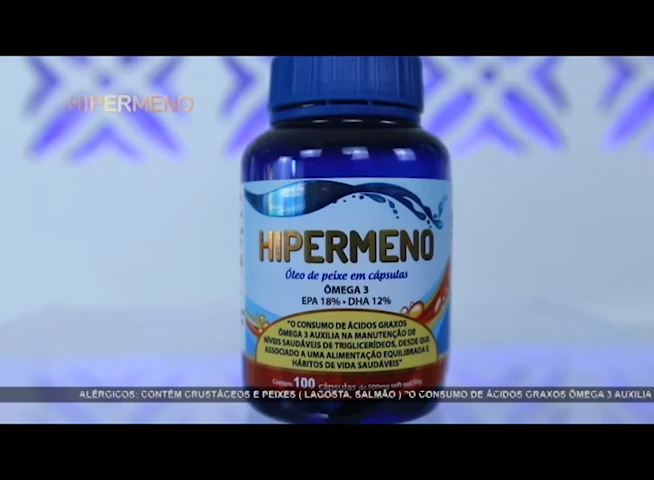 HIPERMENO
HIPERMENO
Óleo de peixe em cápsulas
ÔMEGA 3
EPA 18% • DHA 12%
"O CONSUMO DE ÁCIDOS GRAXOS
ÔMEGA 3 AUXILIA NA MANUTENÇÃO DE
NÍVEIS SAUDÁVEIS DE TRIGLICERÍDEOS, DESDE QUE
ASSOCIADO A UMA ALIMENTAÇÃO EQUILIBRADA E
HÁBITOS DE VIDA SAUDÁVEIS"
Contém 100 cápsulas de
ALÉRGICOS: CONTÉM CRUSTÁCEOS E PEIXES ( LAGOSTA, SALMÃO ) "O CONSUMO DE ÁCIDOS GRAXOS ÔMEGA 3 AUXILIA